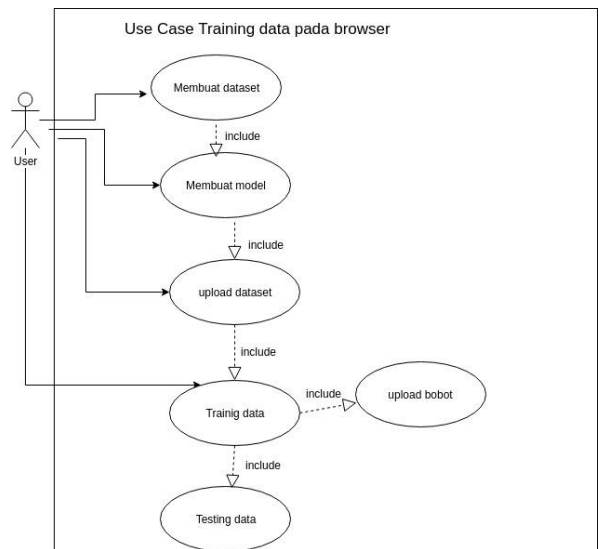 Use Case Training data pada browser
Membuat dataset
include
User
Membuat model
include
upload dataset
include
Trainig data
include
upload bobot
include
Testing data